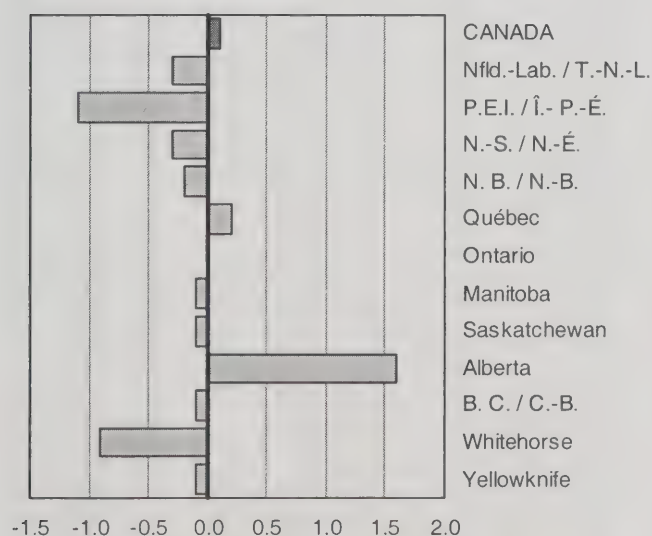 CANADA
Nfld.-Lab. / T.-N.-L.
P.E.I. / Î.- P.-É.
N.-S. / N.-É.
N. B. / N.-B.
Québec
Ontario
Manitoba
Saskatchewan
Alberta
B. C. / C.-B.
Whitehorse
Yellowknife
-1.5 -1.0 -0.5 0.0 0.5 1.0 1.5 2.0